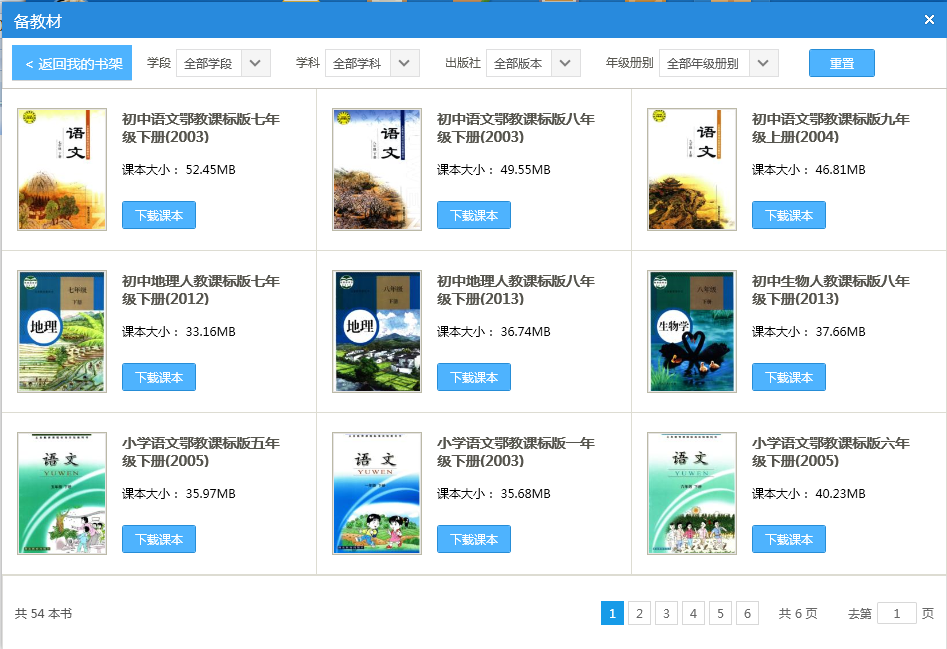 备教材
×
< 返回我的书架 学段 全部学段 学科 全部学科 出版社 全部版本 年级册别 全部年级册别 重置
语文
初中语文鄂教课标版七年
级下册(2003)
课本大小： 52.45MB
下载课本
语文
初中语文鄂教课标版八年
级下册(2003)
课本大小： 49.55MB
下载课本
语文
初中语文鄂教课标版九年
级上册(2004)
课本大小： 46.81MB
下载课本
七年级
下册
地理
初中地理人教课标版七年
级下册(2012)
课本大小： 33.16MB
下载课本
八年级
下册
地理
初中地理人教课标版八年
级下册(2013)
课本大小： 36.74MB
下载课本
八年级
下册
生物学
初中生物人教课标版八年
级下册(2013)
课本大小： 37.66MB
下载课本
语文
YUWEN
五年级 下册
小学语文鄂教课标版五年
级下册(2005)
课本大小： 35.97MB
下载课本
语文
YUWEN
一年级 下册
小学语文鄂教课标版一年
级下册(2003)
课本大小： 35.68MB
下载课本
语文
YUWEN
六年级 下册
小学语文鄂教课标版六年
级下册(2005)
课本大小： 40.23MB
下载课本
共 54 本书 1 2 3 4 5 6 共 6 页 去第 1 页